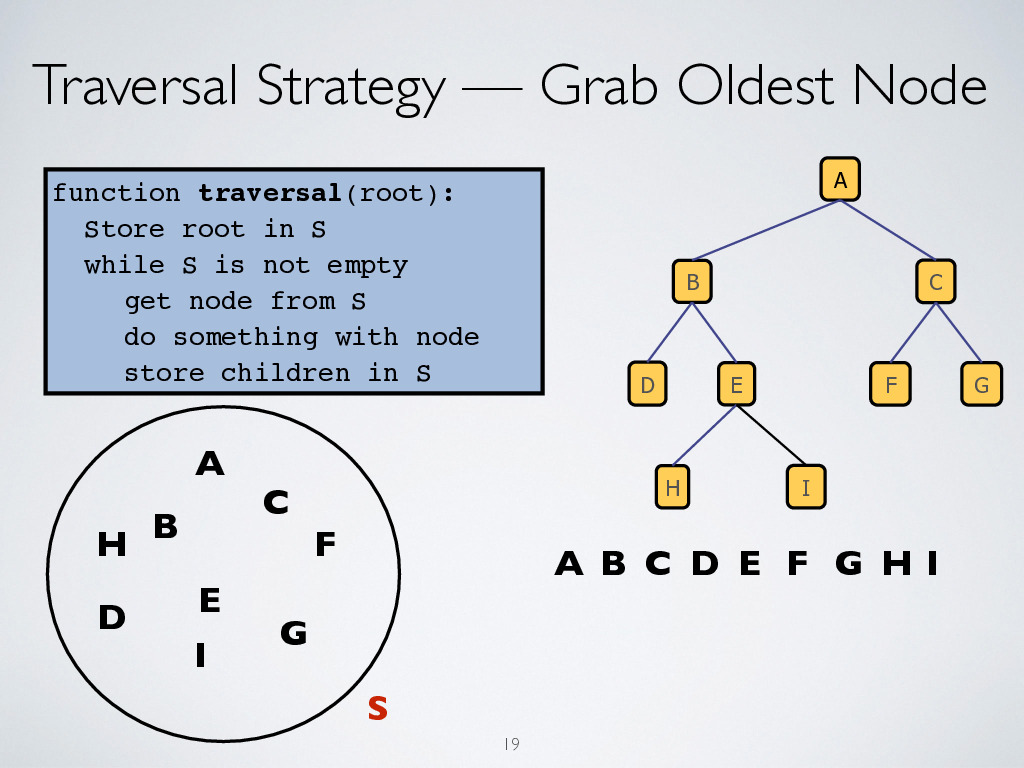 Traversal Strategy — Grab Oldest Node
function traversal(root):
Store root in S
while S is not empty
get node from S
do something with node
store children in S
A
B C
D E F G
H I
A
C
B
H F
E
D
G
I
S
A B C D E F G H I
19